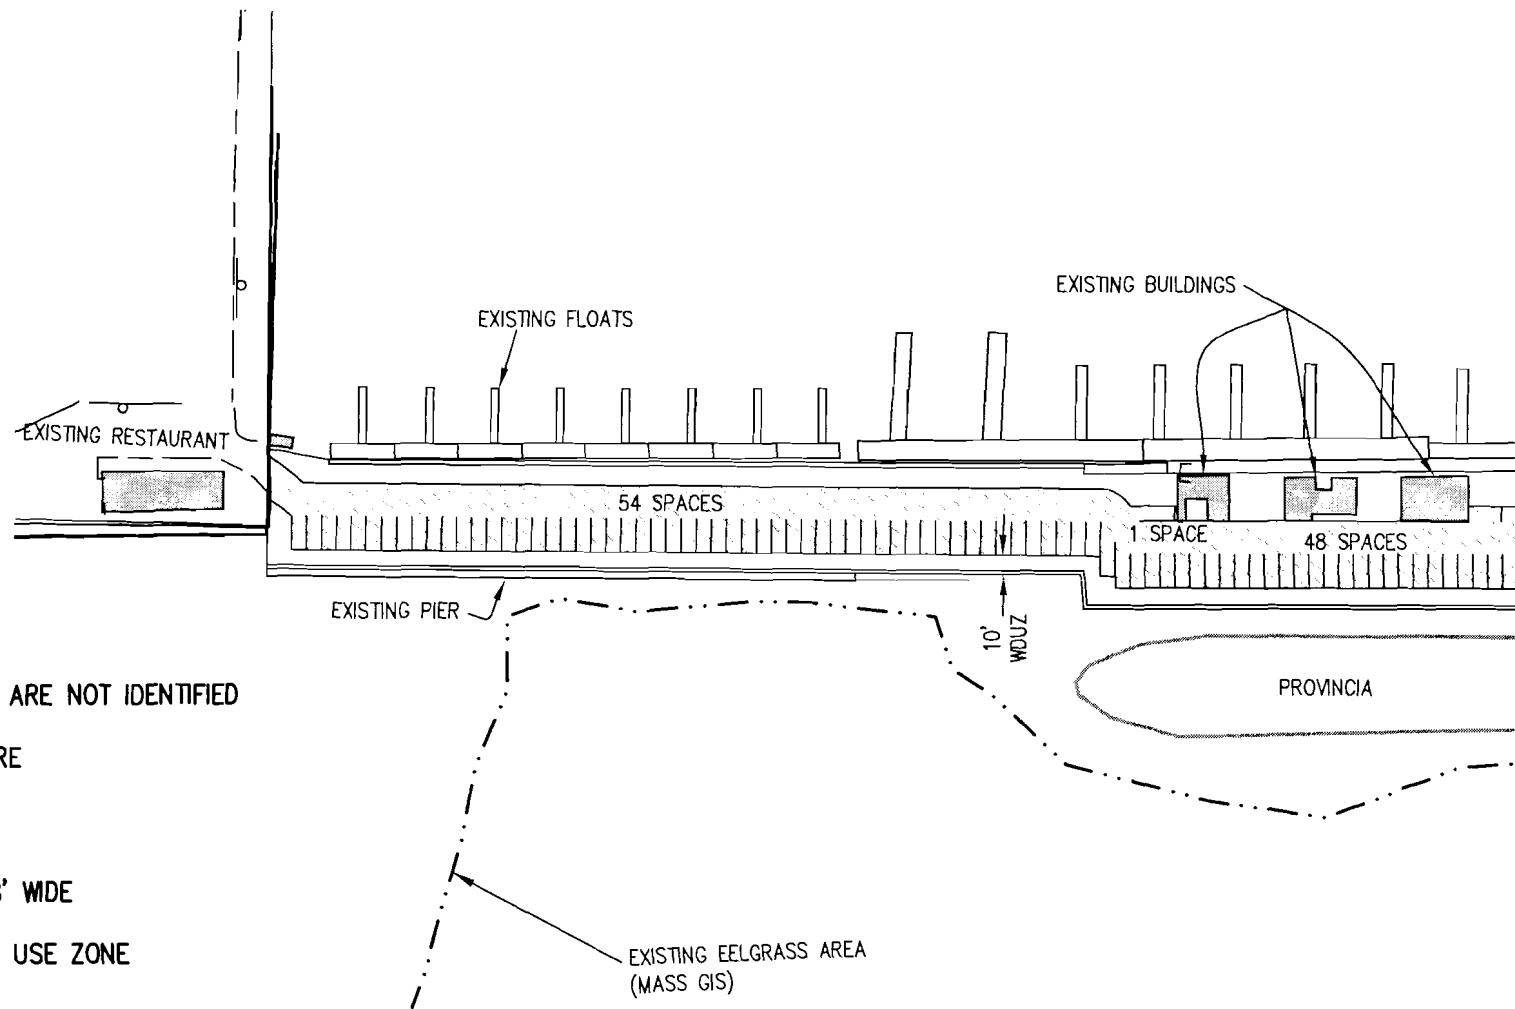 EXISTING BUILDINGS
EXISTING FLOATS
EXISTING RESTAURANT
54 SPACES
1 SPACE
48 SPACES
EXISTING PIER
10'
WDUZ
ARE NOT IDENTIFIED
PROVINCIA
RE
' WIDE
USE ZONE
EXISTING EELGRASS AREA
(MASS GIS)